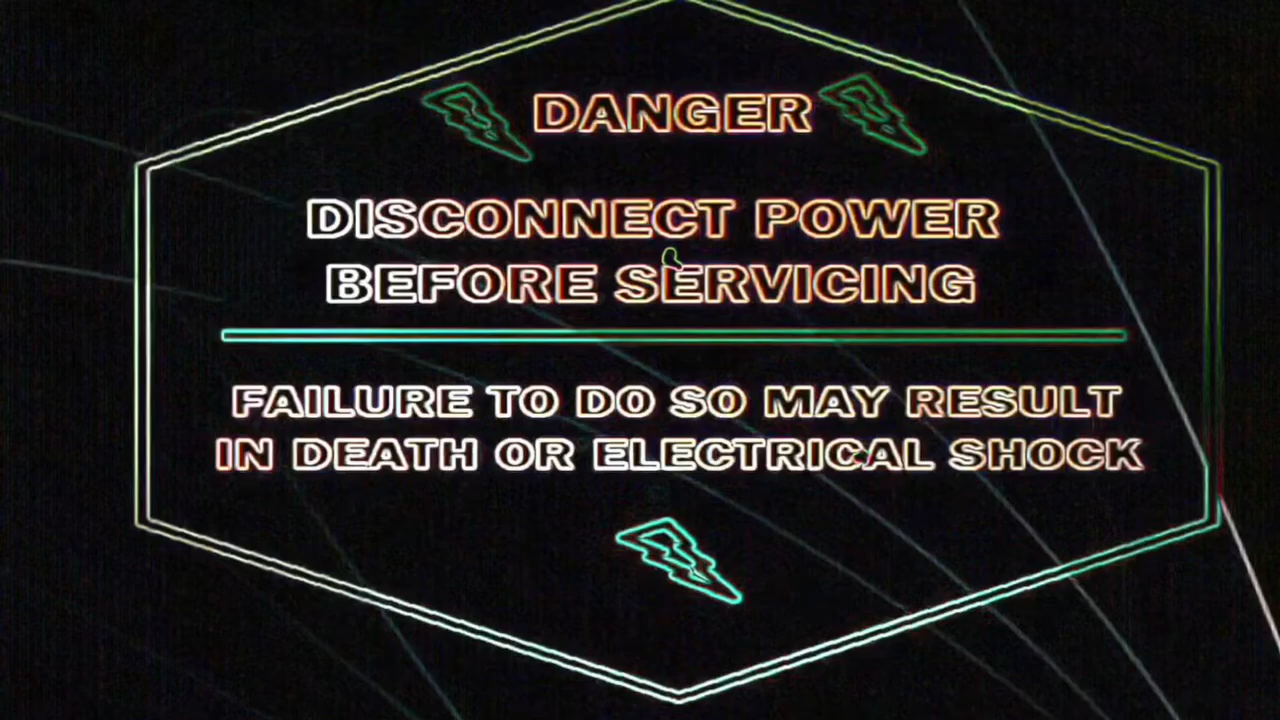 DANGER
DISCONNECT POWER
BEFORE SERVICING
FAILURE TO DO SO MAY RESULT
IN DEATH OR ELECTRICAL SHOCK